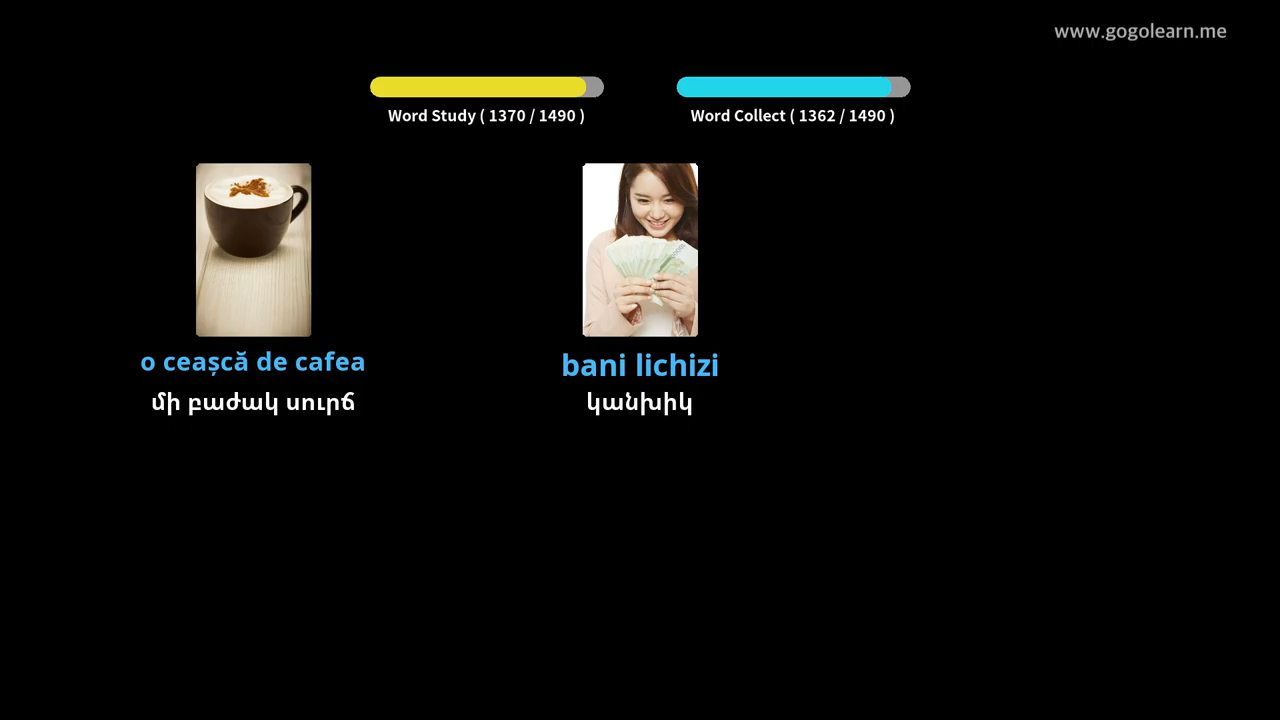 www.gogolearn.me
Word Study ( 1370 / 1490 )
Word Collect ( 1362 / 1490 )
o ceașcă de cafea
մի բաժակ սուրճ
bani lichizi
կանխիկ